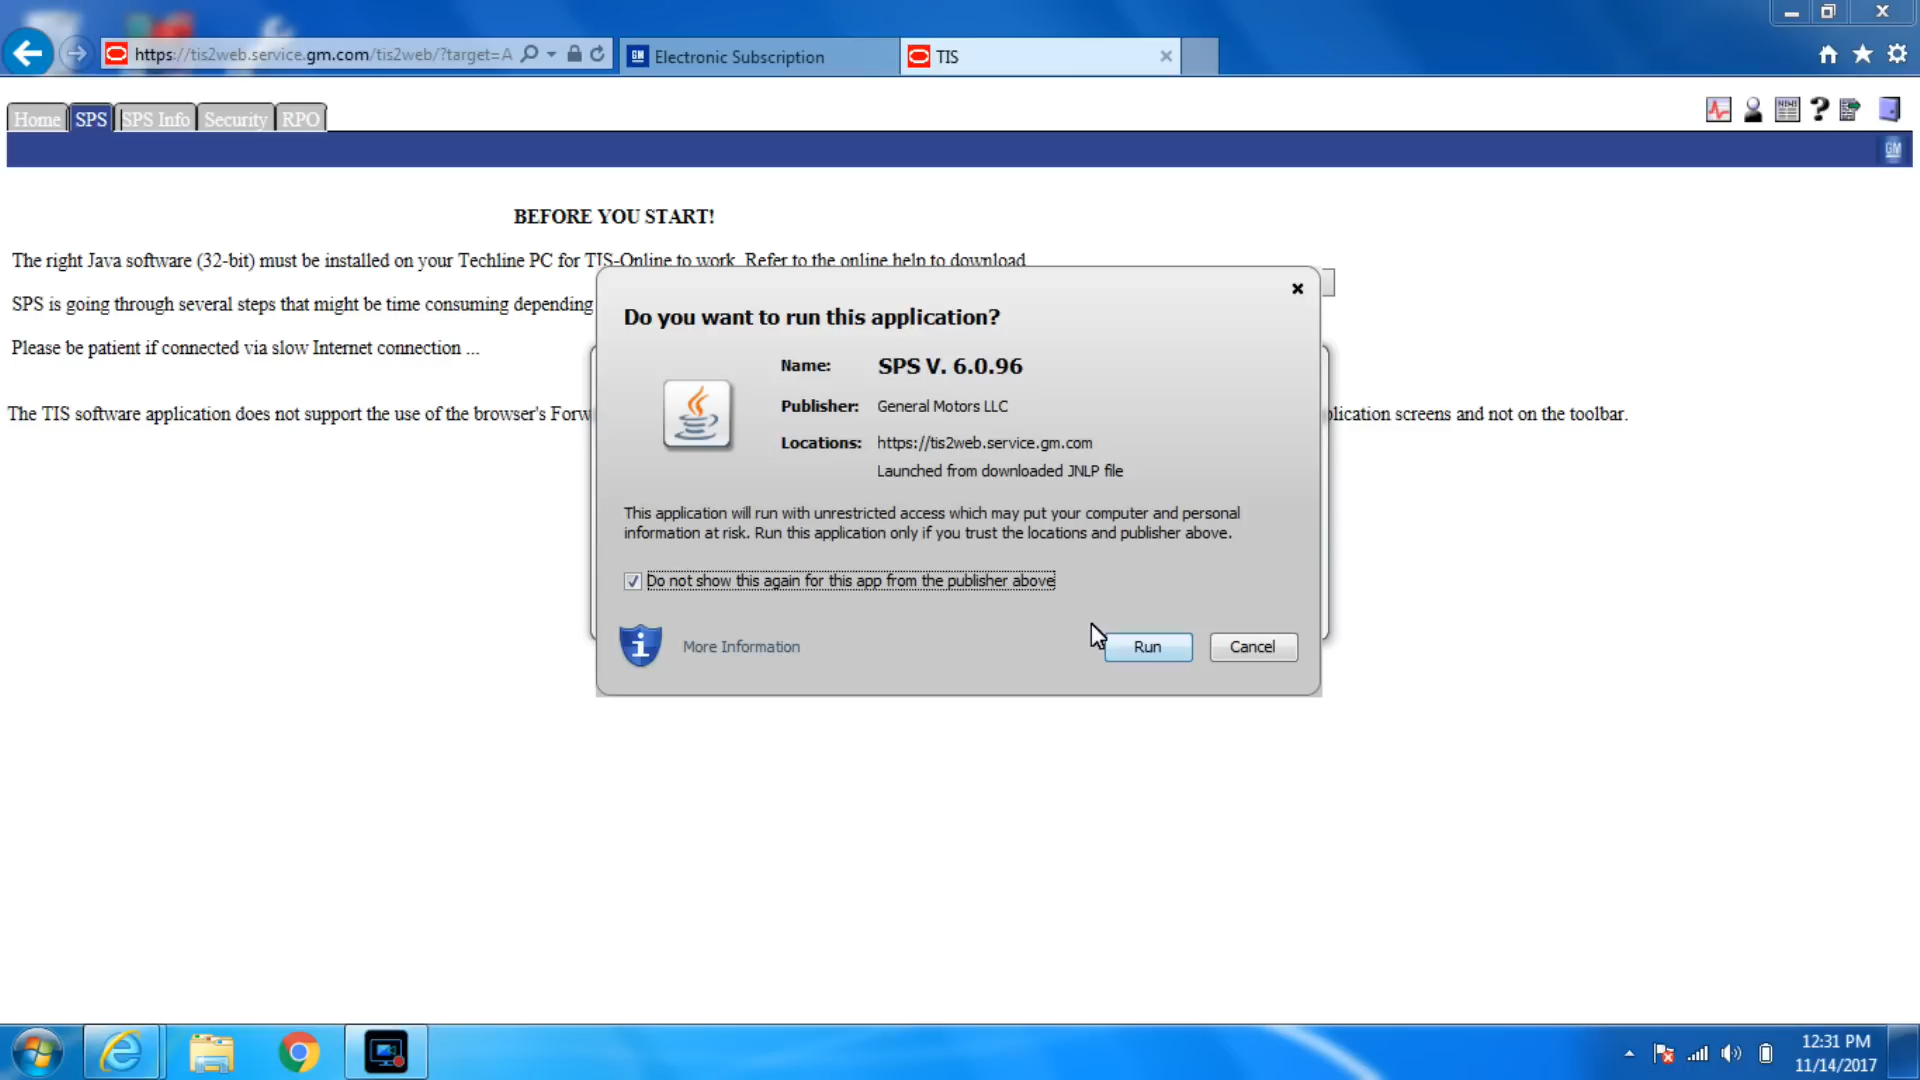 https://tis2web.service.gm.com/tis2web/?target=A
GM Electronic Subscription
TIS
Home SPS SPS Info Security RPO
NEWS
GM
BEFORE YOU START!
The right Java software (32-bit) must be installed on your Techline PC for TIS-Online to work. Refer to the online help to download
SPS is going through several steps that might be time consuming depending
Please be patient if connected via slow Internet connection ...
The TIS software application does not support the use of the browser's Forw
plication screens and not on the toolbar.
Do you want to run this application?
Name: SPS V. 6.0.96
Publisher: General Motors LLC
Locations: https://tis2web.service.gm.com
Launched from downloaded JNLP file
This application will run with unrestricted access which may put your computer and personal
information at risk. Run this application only if you trust the locations and publisher above.
Do not show this again for this app from the publisher above
More Information
Run
Cancel
12:31 PM
11/14/2017